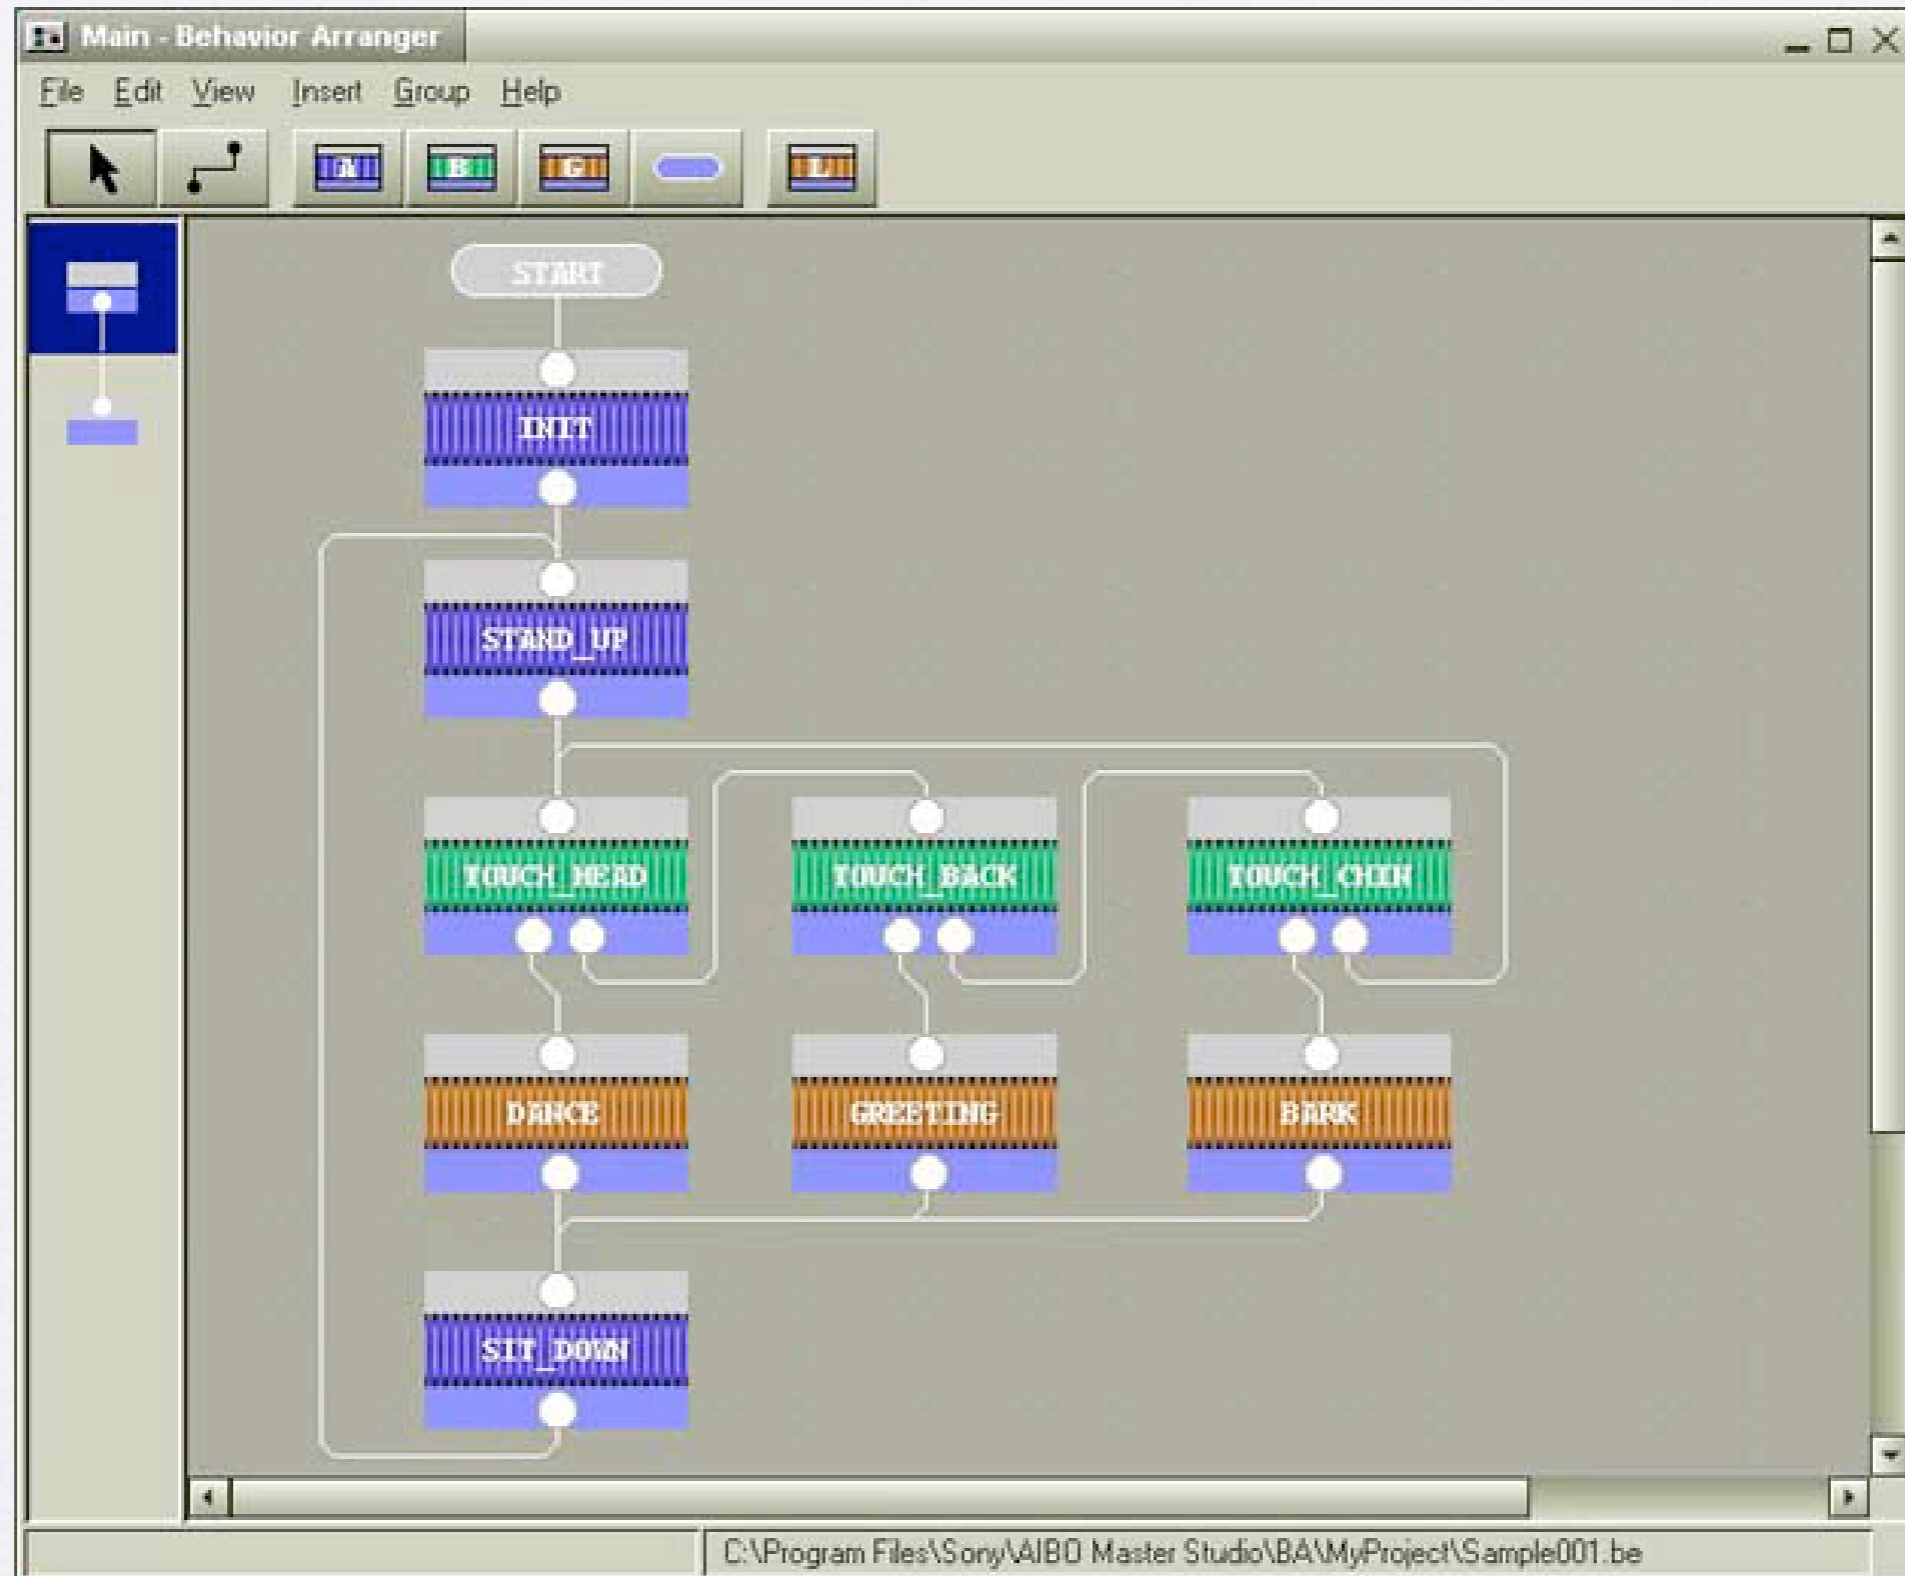 Main - Behavior Arranger
File Edit View Insert Group Help
A B G L
START
INIT
STAND_UP
TOUCH_HEAD TOUCH_BACK TOUCH_CHIN
DANCE GREETING BARK
SIT_DOWN
C:\Program Files\Sony\AIBO Master Studio\BA\MyProject\Sample001.be